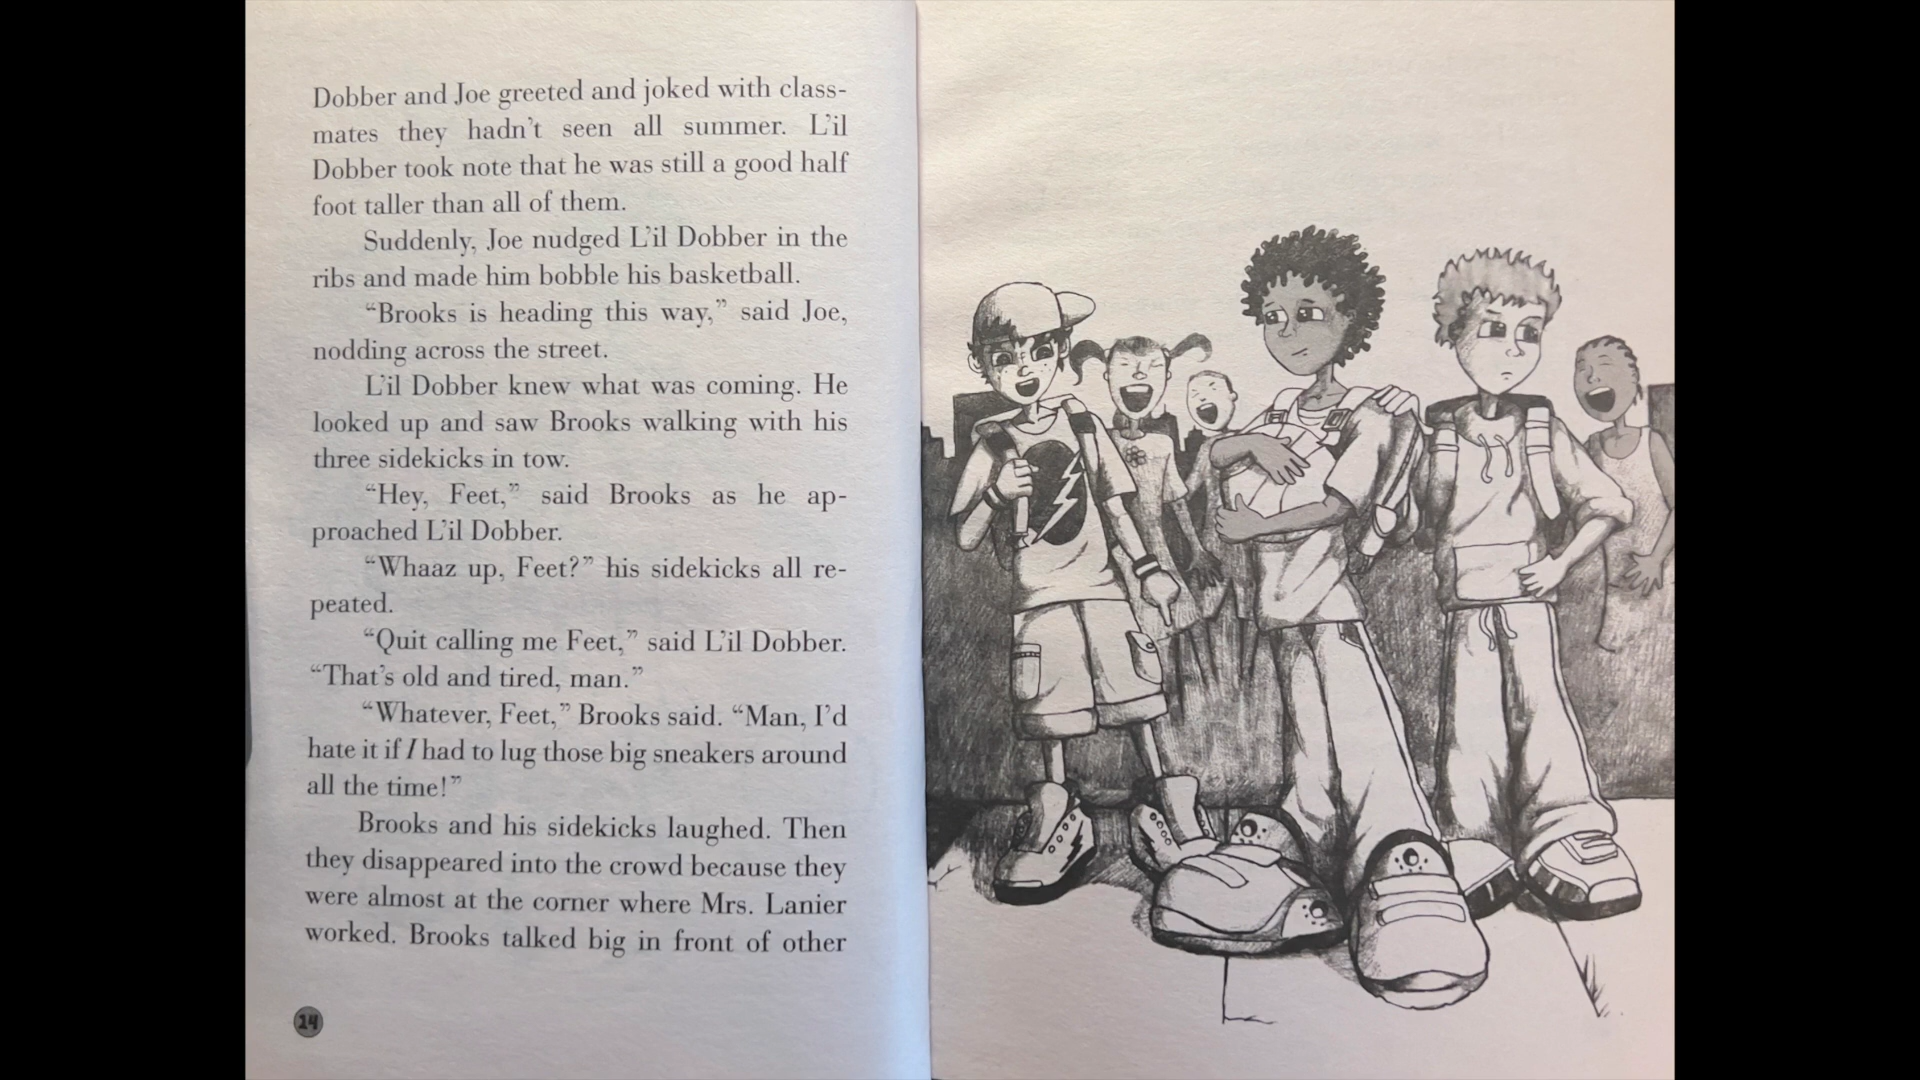 Dobber and Joe greeted and joked with class-
mates they hadn't seen all summer. L'il
Dobber took note that he was still a good half
foot taller than all of them.
Suddenly, Joe nudged L'il Dobber in the
ribs and made him bobble his basketball.
“Brooks is heading this way,” said Joe,
nodding across the street.
L'il Dobber knew what was coming. He
looked up and saw Brooks walking with his
three sidekicks in tow.
“Hey, Feet,” said Brooks as he ap-
proached L'il Dobber.
“Whaaz up, Feet?” his sidekicks all re-
peated.
“Quit calling me Feet,” said L'il Dobber.
“That's old and tired, man.”
“Whatever, Feet,” Brooks said. “Man, I'd
hate it if I had to lug those big sneakers around
all the time!”
Brooks and his sidekicks laughed. Then
they disappeared into the crowd because they
were almost at the corner where Mrs. Lanier
worked. Brooks talked big in front of other
14